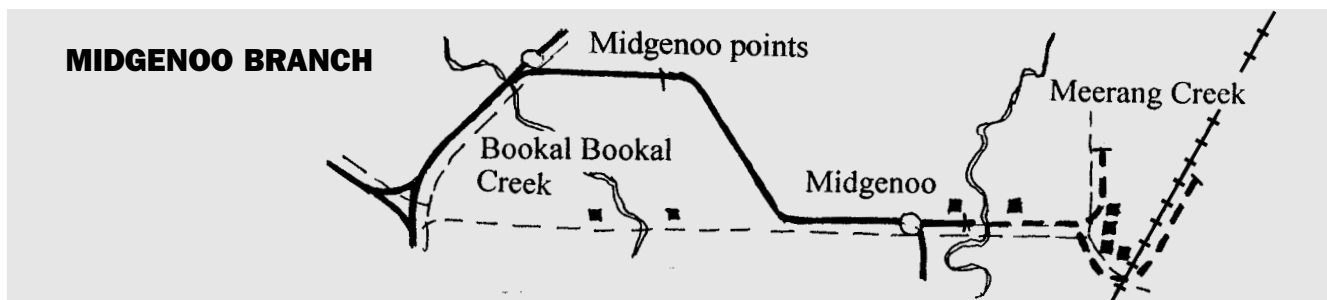 MIDGENOO BRANCH
Midgenoo points
Meerang Creek
Bookal Bookal
Creek
Midgenoo